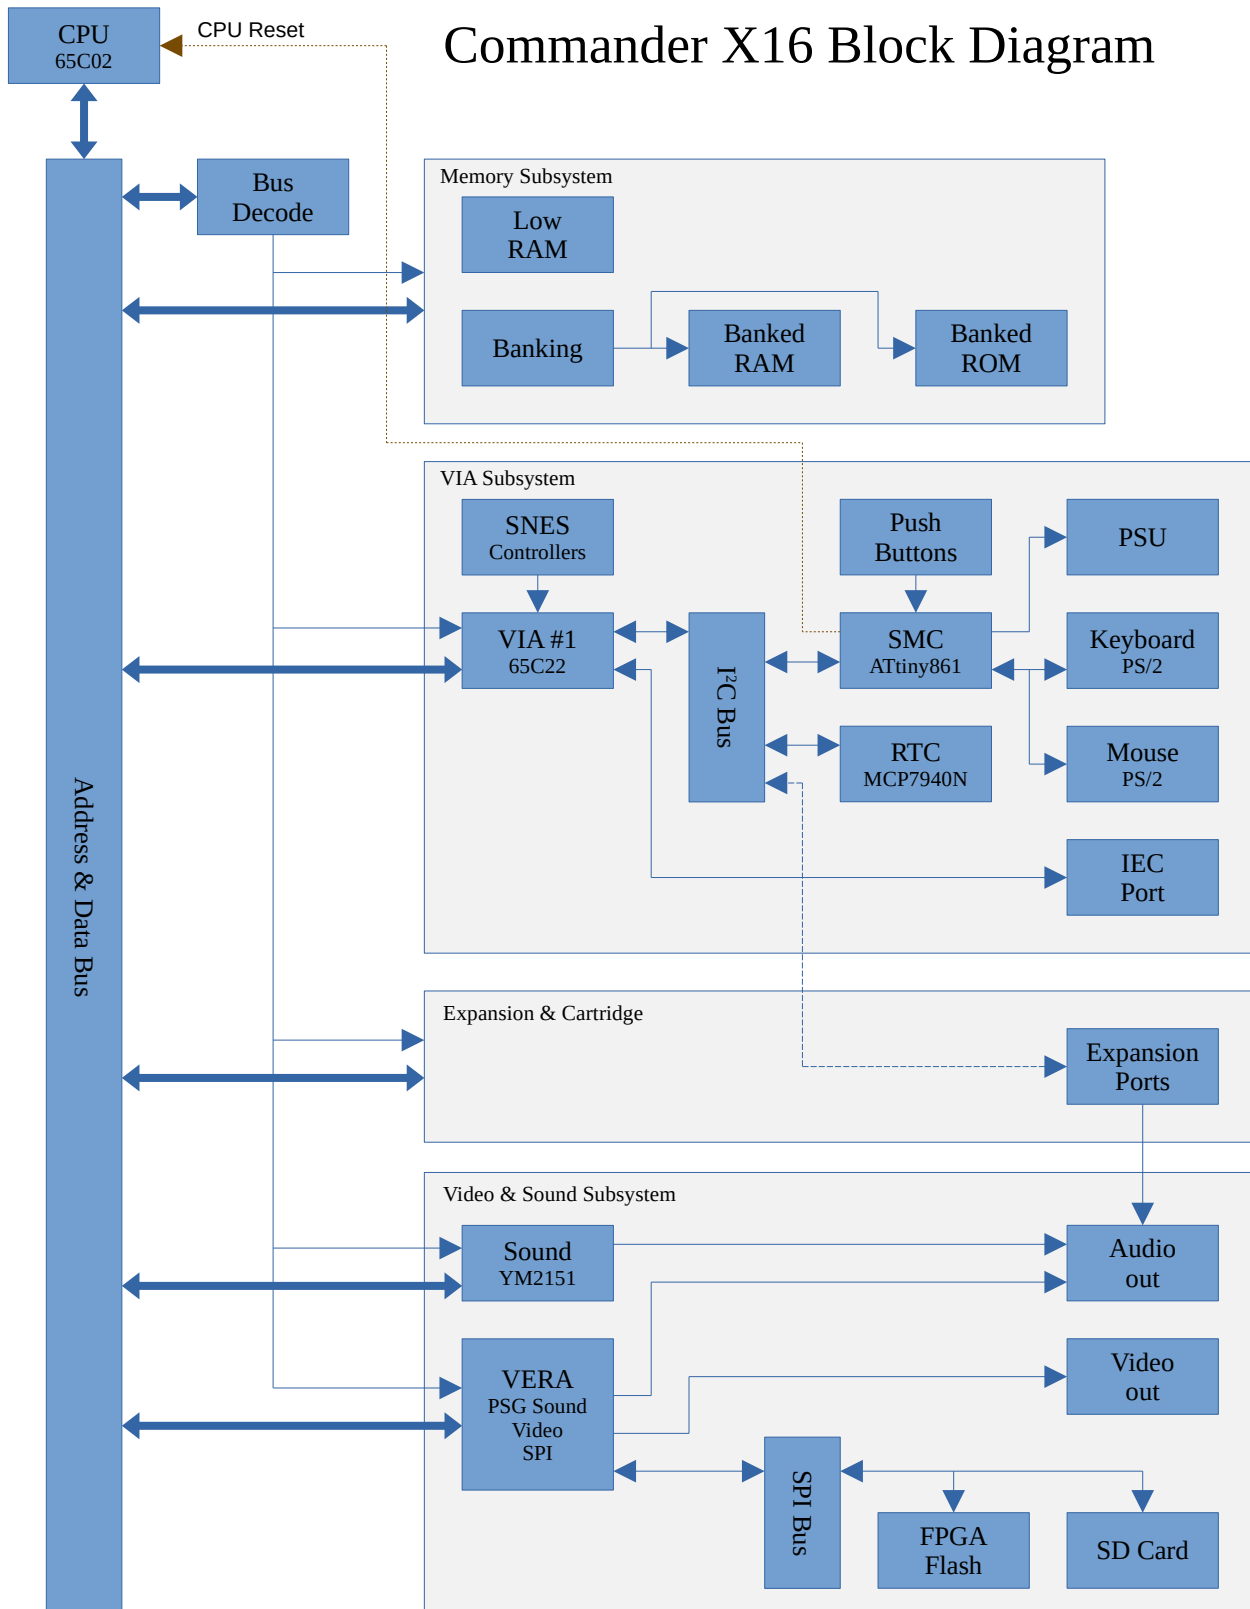 Commander X16 Block Diagram
CPU
65C02
CPU Reset
Bus
Decode
Address & Data Bus
Memory Subsystem
Low
RAM
Banking
Banked
RAM
Banked
ROM
VIA Subsystem
SNES
Controllers
Push
Buttons
PSU
VIA #1
65C22
I²C Bus
SMC
ATtiny861
Keyboard
PS/2
RTC
MCP7940N
Mouse
PS/2
IEC
Port
Expansion & Cartridge
Expansion
Ports
Video & Sound Subsystem
Sound
YM2151
Audio
out
VERA
PSG Sound
Video
SPI
Video
out
SPI Bus
FPGA
Flash
SD Card